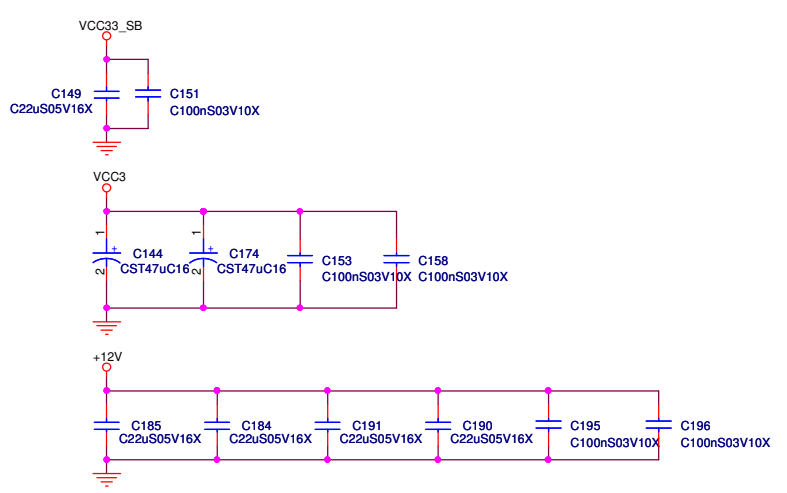 VCC33_SB
C149
C22uS05V16X
C151
C100nS03V10X
VCC3
1
2
C144
CST47uC16
1
2
C174
CST47uC16
C153
C100nS03V10X
C158
C100nS03V10X
+12V
C185
C22uS05V16X
C184
C22uS05V16X
C191
C22uS05V16X
C190
C22uS05V16X
C195
C100nS03V10X
C196
C100nS03V10X